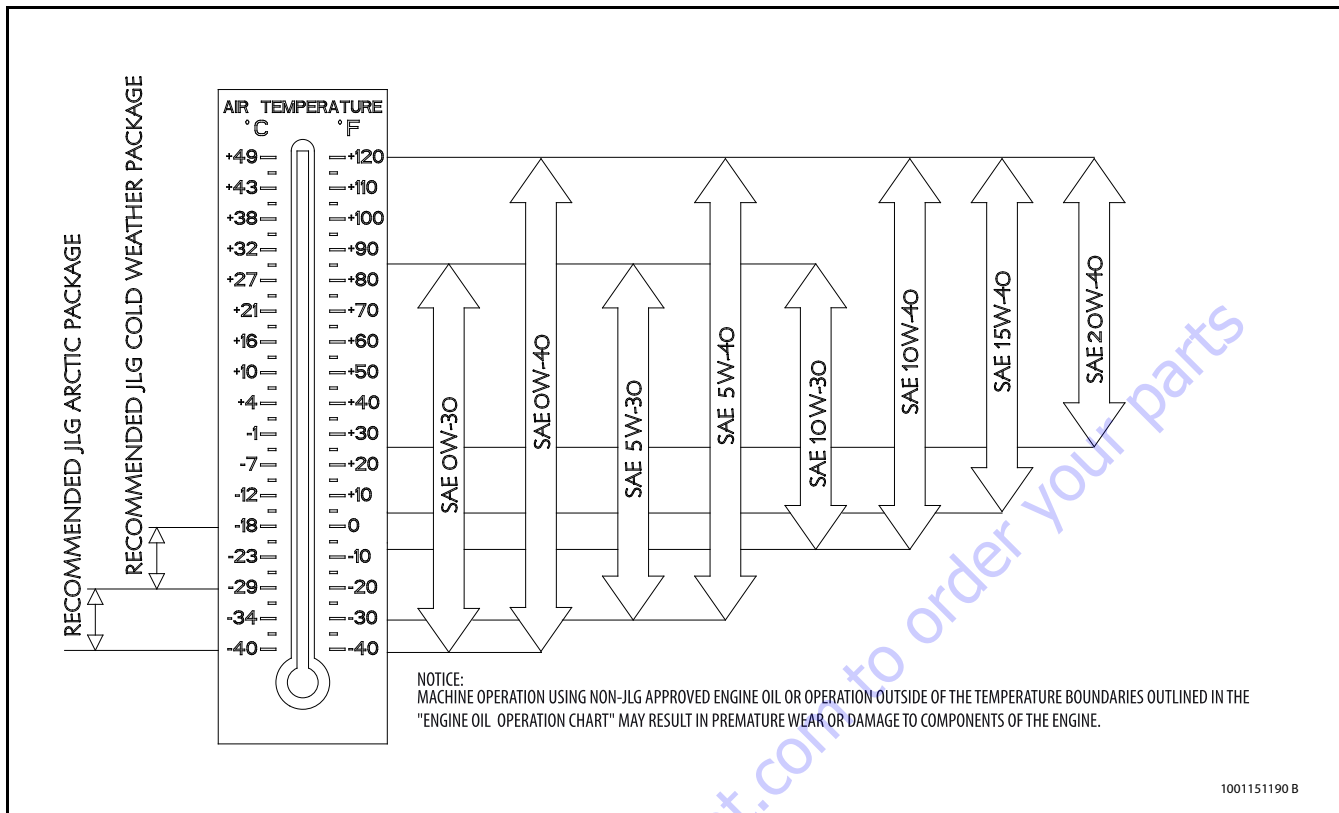 RECOMMENDED JLG ARCTIC PACKAGE
RECOMMENDED JLG COLD WEATHER PACKAGE
AIR TEMPERATURE
°C °F
+49 +120
+43 +110
+38 +100
+32 +90
+27 +80
+21 +70
+16 +60
+10 +50
+4 +40
-1 +30
-7 +20
-12 +10
-18 0
-23 -10
-29 -20
-34 -30
-40 -40
SAE 0W-30
SAE 0W-40
SAE 5W-30
SAE 5W-40
SAE 10W-30
SAE 10W-40
SAE 15W-40
SAE 20W-40
NOTICE:
MACHINE OPERATION USING NON-JLG APPROVED ENGINE OIL OR OPERATION OUTSIDE OF THE TEMPERATURE BOUNDARIES OUTLINED IN THE
"ENGINE OIL OPERATION CHART" MAY RESULT IN PREMATURE WEAR OR DAMAGE TO COMPONENTS OF THE ENGINE.
1001151190 B
.com to order your parts